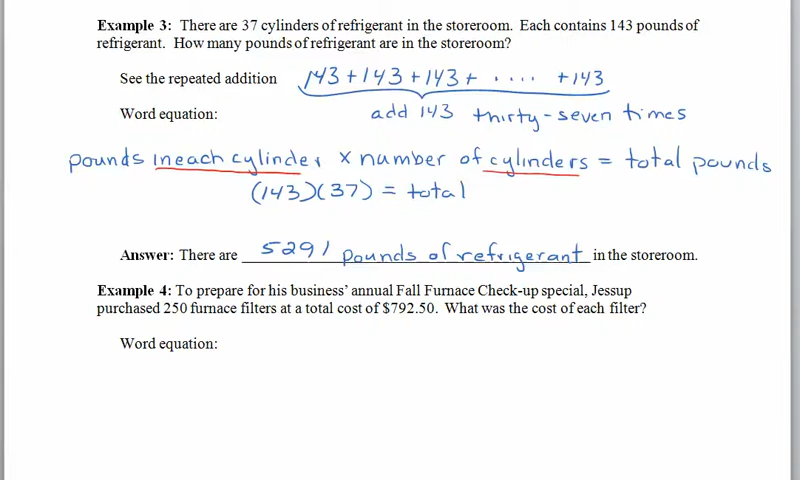 Example 3: There are 37 cylinders of refrigerant in the storeroom. Each contains 143 pounds of
refrigerant. How many pounds of refrigerant are in the storeroom?
See the repeated addition 143 + 143 + 143 + ..... + 143
Word equation: add 143 thirty-seven times
pounds in each cylinder × number of cylinders = total pounds
(143)(37) = total
Answer: There are 5291 pounds of refrigerant in the storeroom.
Example 4: To prepare for his business' annual Fall Furnace Check-up special, Jessup
purchased 250 furnace filters at a total cost of $792.50. What was the cost of each filter?
Word equation: